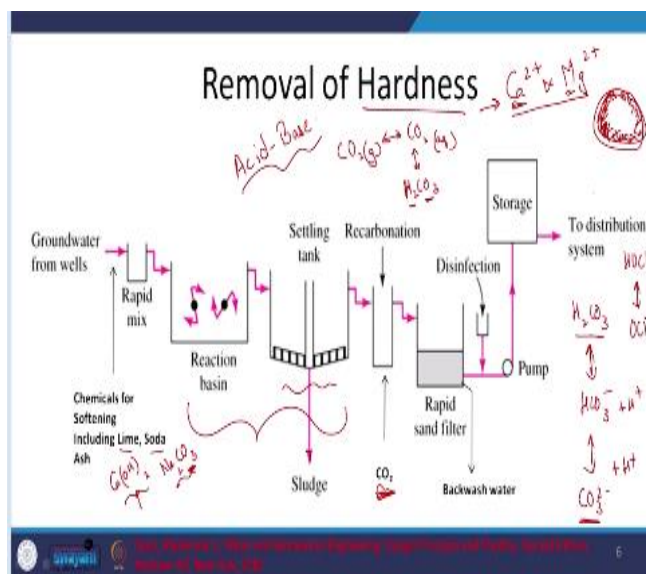 Removal of Hardness
→ Ca²⁺ & Mg²⁺
Acid-Base
CO₂(g) ↔ CO₂(aq)
↕
H₂CO₃
Storage
Groundwater
from wells
Settling
tank
Recarbonation
To distribution
system
Disinfection
HOCl
↕
Rapid
mix
Reaction
basin
Pump
Rapid
sand filter
H₂CO₃
↕
HCO₃⁻ + H⁺
↕ + H⁺
CO₃²⁻
Chemicals for
Softening
Including Lime, Soda
Ash
Ca(OH)₂ Na₂CO₃
Sludge
CO₂
Backwash water
swayam
6